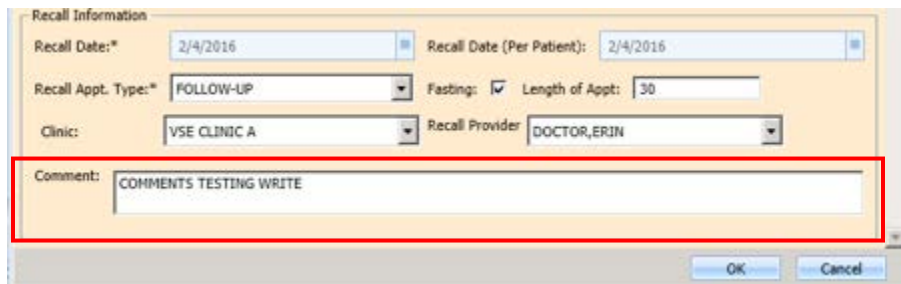 Recall Information
Recall Date:* 2/4/2016 Recall Date (Per Patient): 2/4/2016
Recall Appt. Type:* FOLLOW-UP Fasting: Length of Appt: 30
Clinic: VSE CLINIC A Recall Provider DOCTOR,ERIN
Comment: COMMENTS TESTING WRITE
OK Cancel